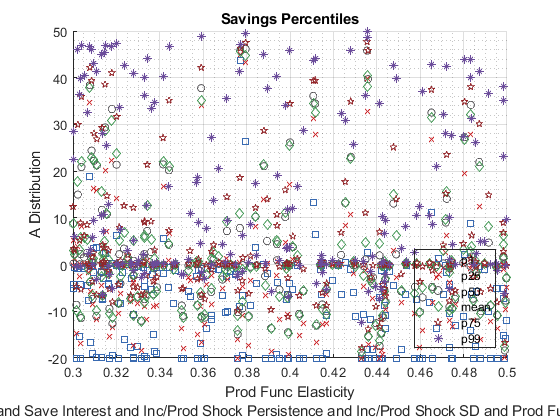 Savings Percentiles
50
40
30
20
10
0
-10
-20
A Distribution
0.3 0.32 0.34 0.36 0.38 0.4 0.42 0.44 0.46 0.48 0.5
p1
p25
p50
mean
p75
p99
Prod Func Elasticity
and Save Interest and Inc/Prod Shock Persistence and Inc/Prod Shock SD and Prod F